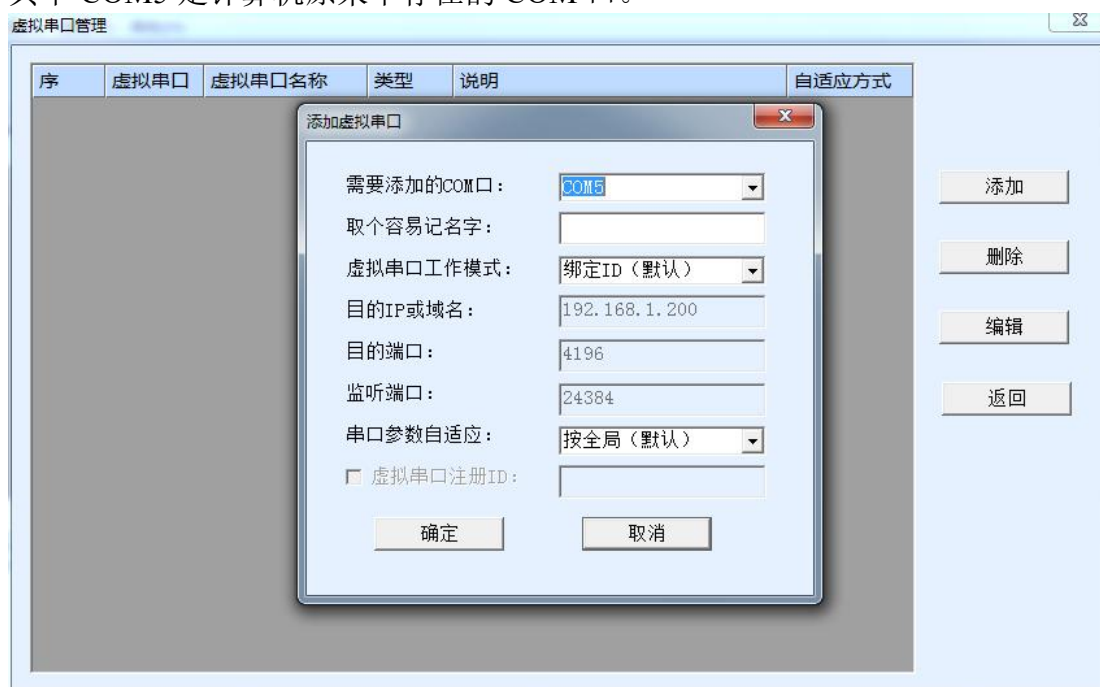 虚拟串口管理
序 虚拟串口 虚拟串口名称 类型 说明 自适应方式
添加虚拟串口
需要添加的COM口: COM5
取个容易记名字:
虚拟串口工作模式: 绑定ID（默认）
目的IP或域名: 192.168.1.200
目的端口: 4196
监听端口: 24384
串口参数自适应: 按全局（默认）
虚拟串口注册ID:
确定 取消
添加
删除
编辑
返回